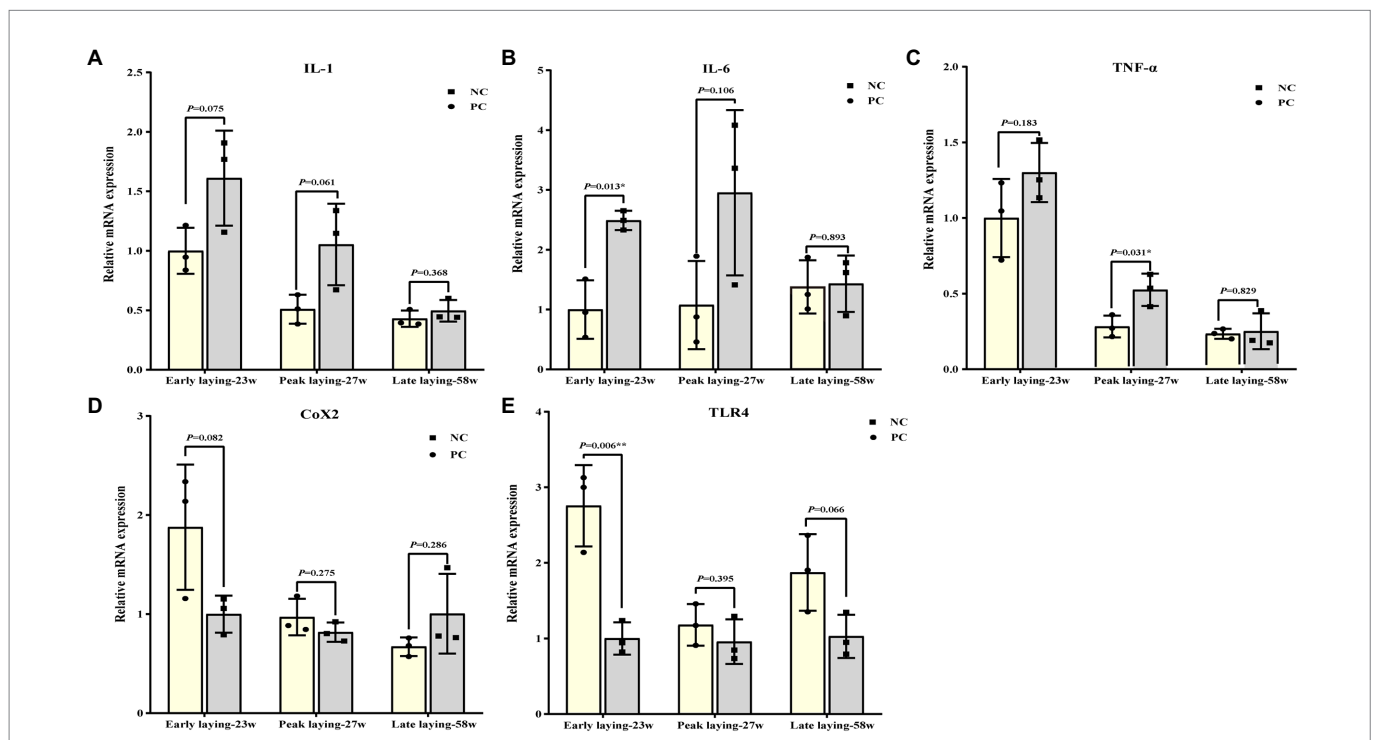 A
IL-1
Relative mRNA expression
2.5
2.0
1.5
1.0
0.5
0.0
NC
PC
P=0.075
P=0.061
P=0.368
Early laying-23w Peak laying-27w Late laying-58w
B
IL-6
Relative mRNA expression
5
4
3
2
1
0
NC
PC
P=0.013*
P=0.106
P=0.893
Early laying-23w Peak laying-27w Late laying-58w
C
TNF-α
Relative mRNA expression
2.0
1.5
1.0
0.5
0.0
NC
PC
P=0.183
P=0.031*
P=0.829
Early laying-23w Peak laying-27w Late laying-58w
D
CoX2
Relative mRNA expression
3
2
1
0
NC
PC
P=0.082
P=0.275
P=0.286
Early laying-23w Peak laying-27w Late laying-58w
E
TLR4
Relative mRNA expression
4
3
2
1
0
NC
PC
P=0.006**
P=0.395
P=0.066
Early laying-23w Peak laying-27w Late laying-58w